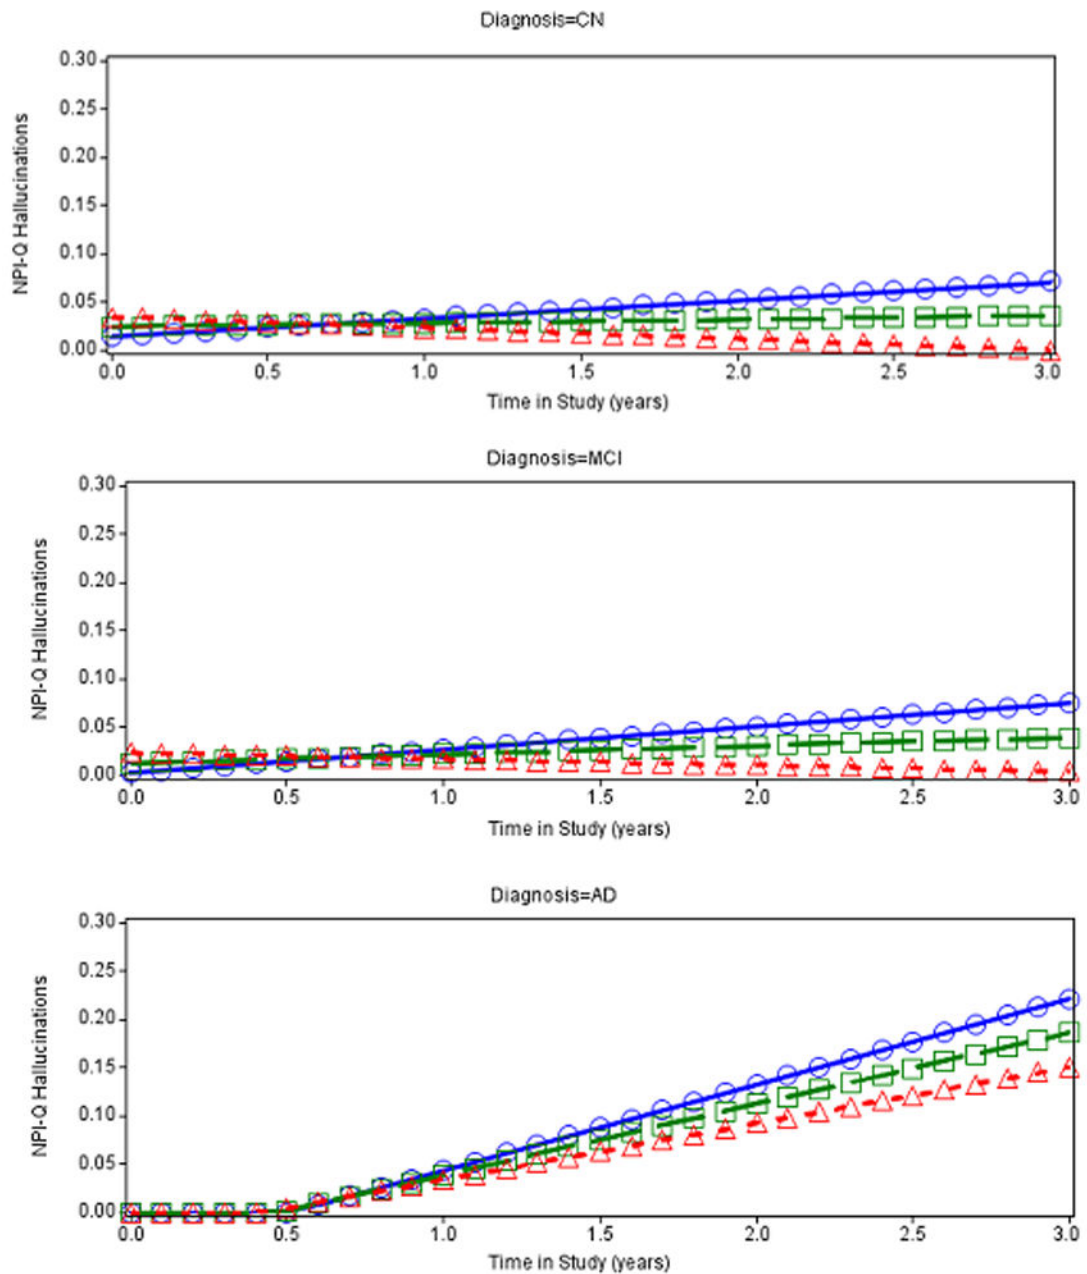 Diagnosis=CN
NPI-Q Hallucinations
0.30
0.25
0.20
0.15
0.10
0.05
0.00
0.0 0.5 1.0 1.5 2.0 2.5 3.0
Time in Study (years)
Diagnosis=MCI
NPI-Q Hallucinations
0.30
0.25
0.20
0.15
0.10
0.05
0.00
0.0 0.5 1.0 1.5 2.0 2.5 3.0
Time in Study (years)
Diagnosis=AD
NPI-Q Hallucinations
0.30
0.25
0.20
0.15
0.10
0.05
0.00
0.0 0.5 1.0 1.5 2.0 2.5 3.0
Time in Study (years)